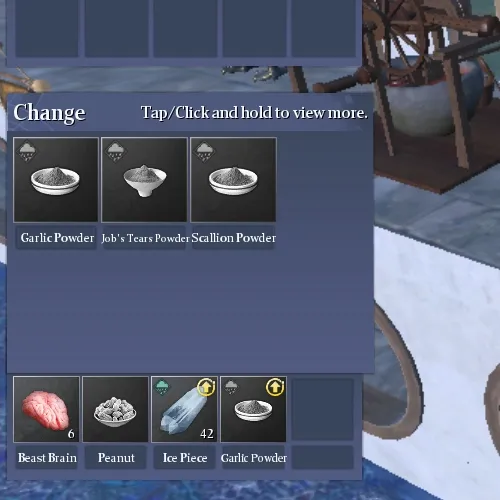 Change
Tap/Click and hold to view more.
Garlic Powder
Job's Tears Powder
Scallion Powder
6
42
Beast Brain
Peanut
Ice Piece
Garlic Powder